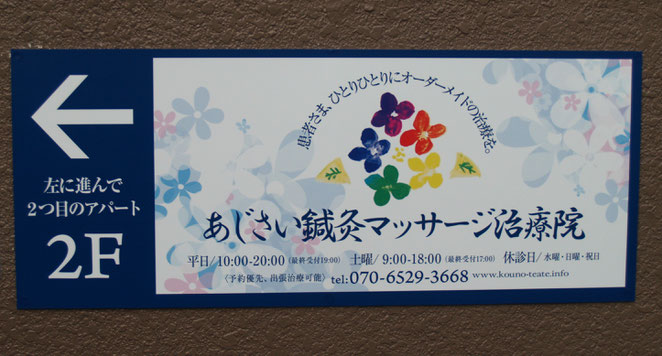 左に進んで
2つ目のアパート
2F
患者さま、ひとりひとりにオーダーメイドの治療を。
あじさい鍼灸マッサージ治療院
平日/10:00-20:00(最終受付19:00) 土曜/9:00-18:00(最終受付17:00) 休診日/水曜・日曜・祝日
〈予約優先、出張治療可能〉tel:070-6529-3668 www.kouno-teate.info